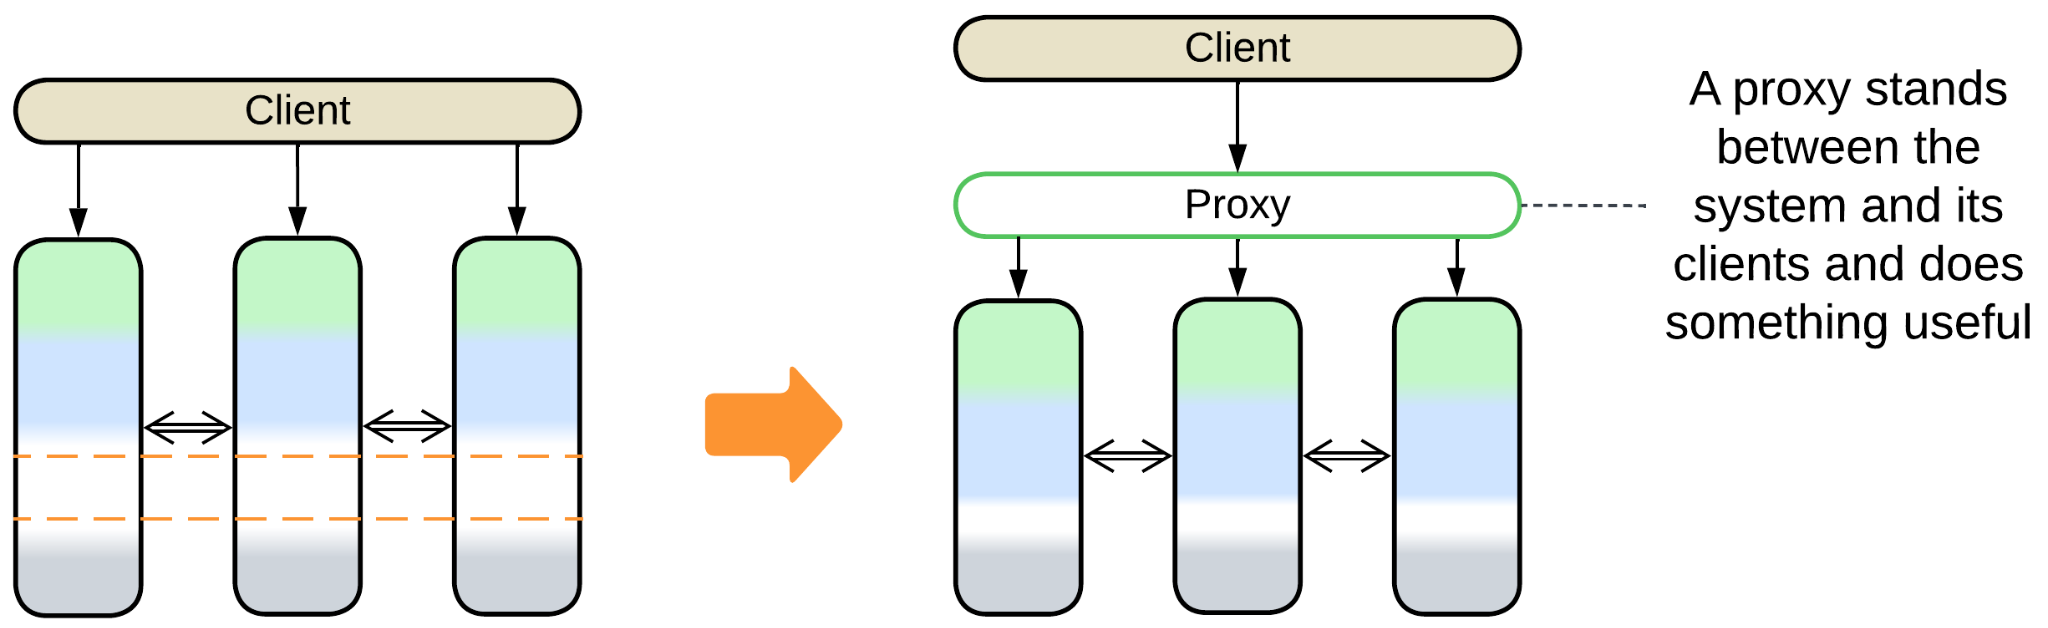 Client
Client
Proxy
A proxy stands
between the
system and its
clients and does
something useful